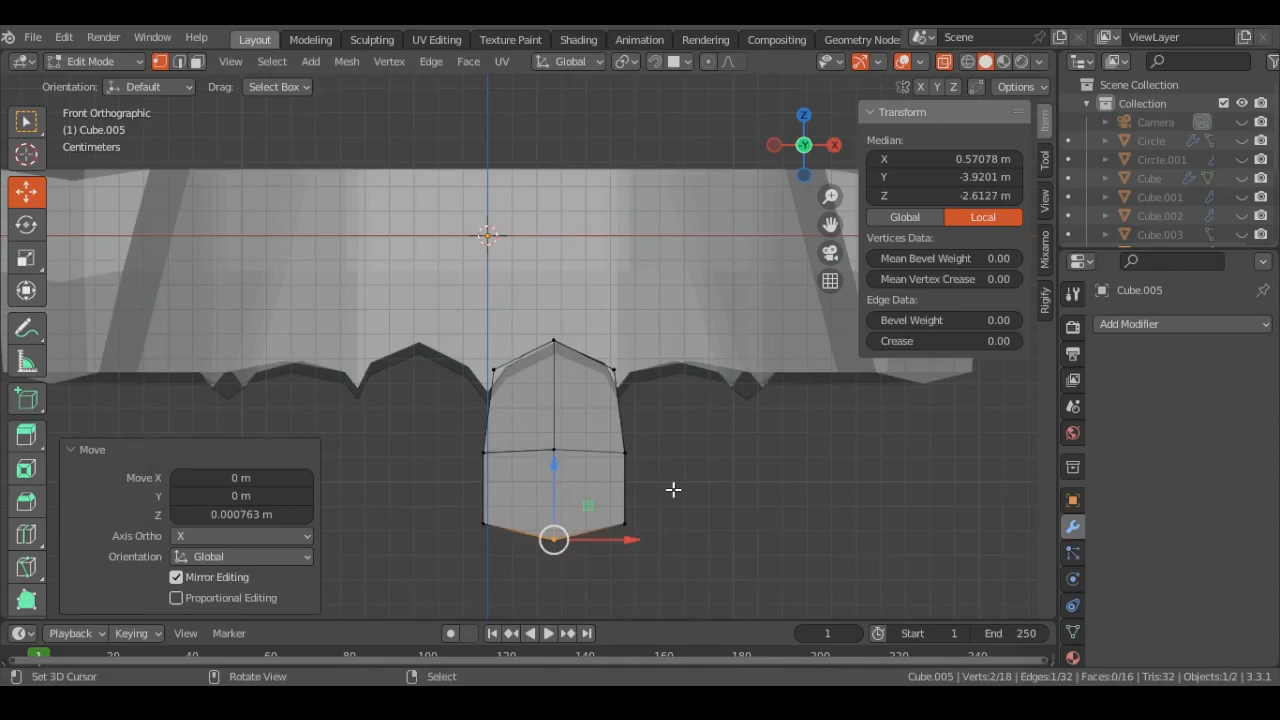 File Edit Render Window Help Layout Modeling Sculpting UV Editing Texture Paint Shading Animation Rendering Compositing Geometry Node Scene ViewLayer
Edit Mode View Select Add Mesh Vertex Edge Face UV Global
Orientation: Default Drag: Select Box X Y Z Options
Scene Collection
Collection
Camera
Circle
Circle.001
Cube
Cube.001
Cube.002
Cube.003
Front Orthographic
(1) Cube.005
Centimeters
Z
-Y
X
Transform
Median:
X 0.57078 m
Y -3.9201 m
Z -2.6127 m
Global Local
Vertices Data:
Mean Bevel Weight 0.00
Mean Vertex Crease 0.00
Edge Data:
Bevel Weight 0.00
Crease 0.00
Item
Tool
View
Mixamo
Rigify
Cube.005
Add Modifier
Move
Move X 0 m
Y 0 m
Z 0.000763 m
Axis Ortho X
Orientation Global
Mirror Editing
Proportional Editing
Playback Keying View Marker 1 Start 1 End 250
1 20 40 60 80 100 120 140 160 180 200 220 240
Set 3D Cursor Rotate View Select Cube.005 Verts:2/18 Edges:1/32 Faces:0/16 Tris:32 Objects:1/2 3.3.1